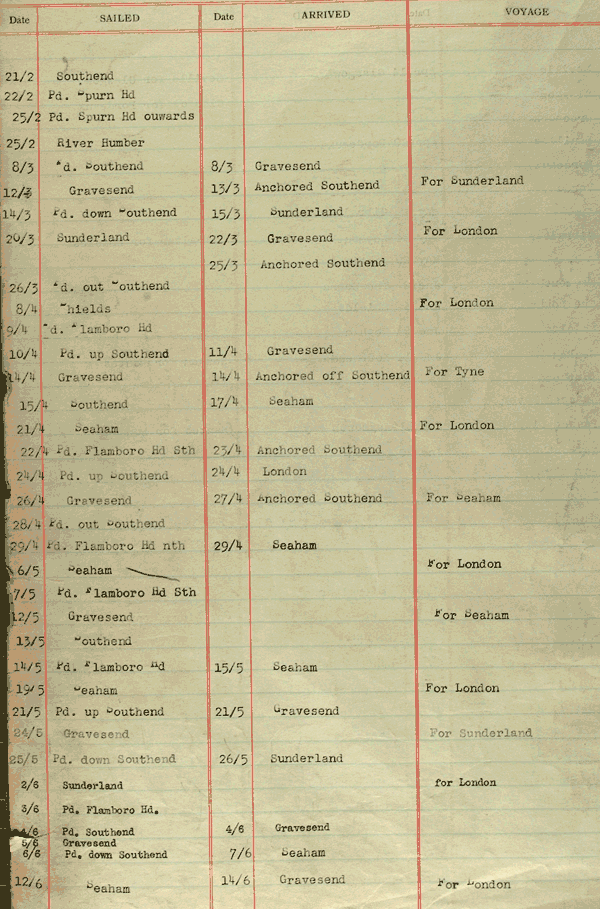 Date SAILED Date ARRIVED VOYAGE
21/2 Southend
22/2 Pd. Spurn Hd
25/2 Pd. Spurn Hd ouwards
25/2 River Humber
8/3 Pd. Southend 8/3 Gravesend
12/3 Gravesend 13/3 Anchored Southend For Sunderland
14/3 Pd. down Southend 15/3 Sunderland
20/3 Sunderland 22/3 Gravesend For London
25/3 Anchored Southend
26/3 Pd. out Southend
8/4 Shields For London
9/4 Pd. Flamboro Hd
10/4 Pd. up Southend 11/4 Gravesend
14/4 Gravesend 14/4 Anchored off Southend For Tyne
15/4 Southend 17/4 Seaham
21/4 Seaham For London
22/4 Pd. Flamboro Hd Sth 23/4 Anchored Southend
24/4 Pd. up Southend 24/4 London
26/4 Gravesend 27/4 Anchored Southend For Seaham
28/4 Pd. out Southend
29/4 Pd. Flamboro Hd nth 29/4 Seaham
6/5 Seaham For London
7/5 Pd. Flamboro Hd Sth
12/5 Gravesend For Seaham
13/5 Southend
14/5 Pd. Flamboro Hd 15/5 Seaham
19/5 Seaham For London
21/5 Pd. up Southend 21/5 Gravesend
24/5 Gravesend For Sunderland
25/5 Pd. down Southend 26/5 Sunderland
2/6 Sunderland for London
3/6 Pd. Flamboro Hd.
4/6 Pd. Southend 4/6 Gravesend
5/6 Gravesend
6/6 Pd. down Southend 7/6 Seaham
12/6 Seaham 14/6 Gravesend For London